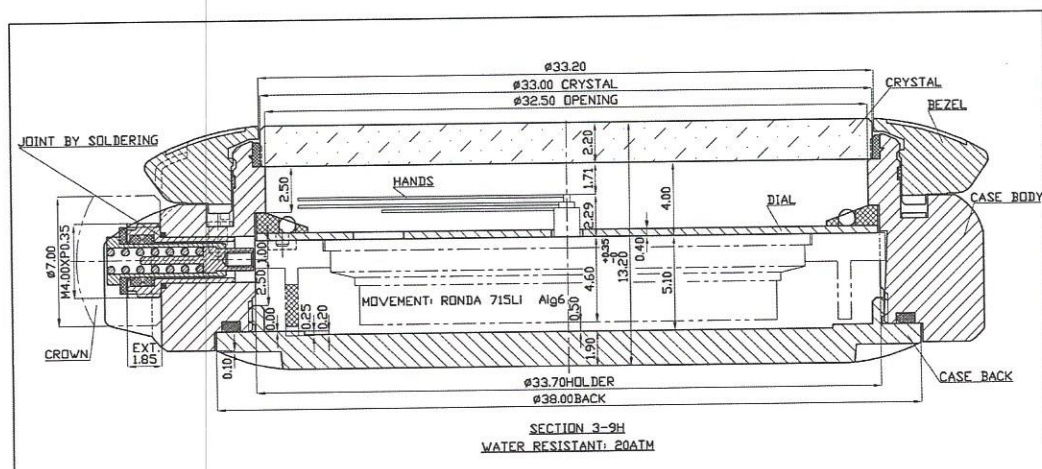 ø33.20
ø33.00 CRYSTAL
ø32.50 OPENING
CRYSTAL
BEZEL
JOINT BY SOLDERING
2.20
2.50
HANDS
1.71
4.00
CASE BODY
2.29
DIAL
ø7.00
M4.00XP0.35
1.00
2.50
+0.35
-0
4.60
13.20
0.40
5.10
MOVEMENT: RONDA 715LI Alg6
0.00
0.25
0.20
0.50
CROWN
EXT.
1.85
0.10
1.90
ø33.70HOLDER
CASE BACK
ø38.00BACK
SECTION 3-9H
WATER RESISTANT: 20ATM